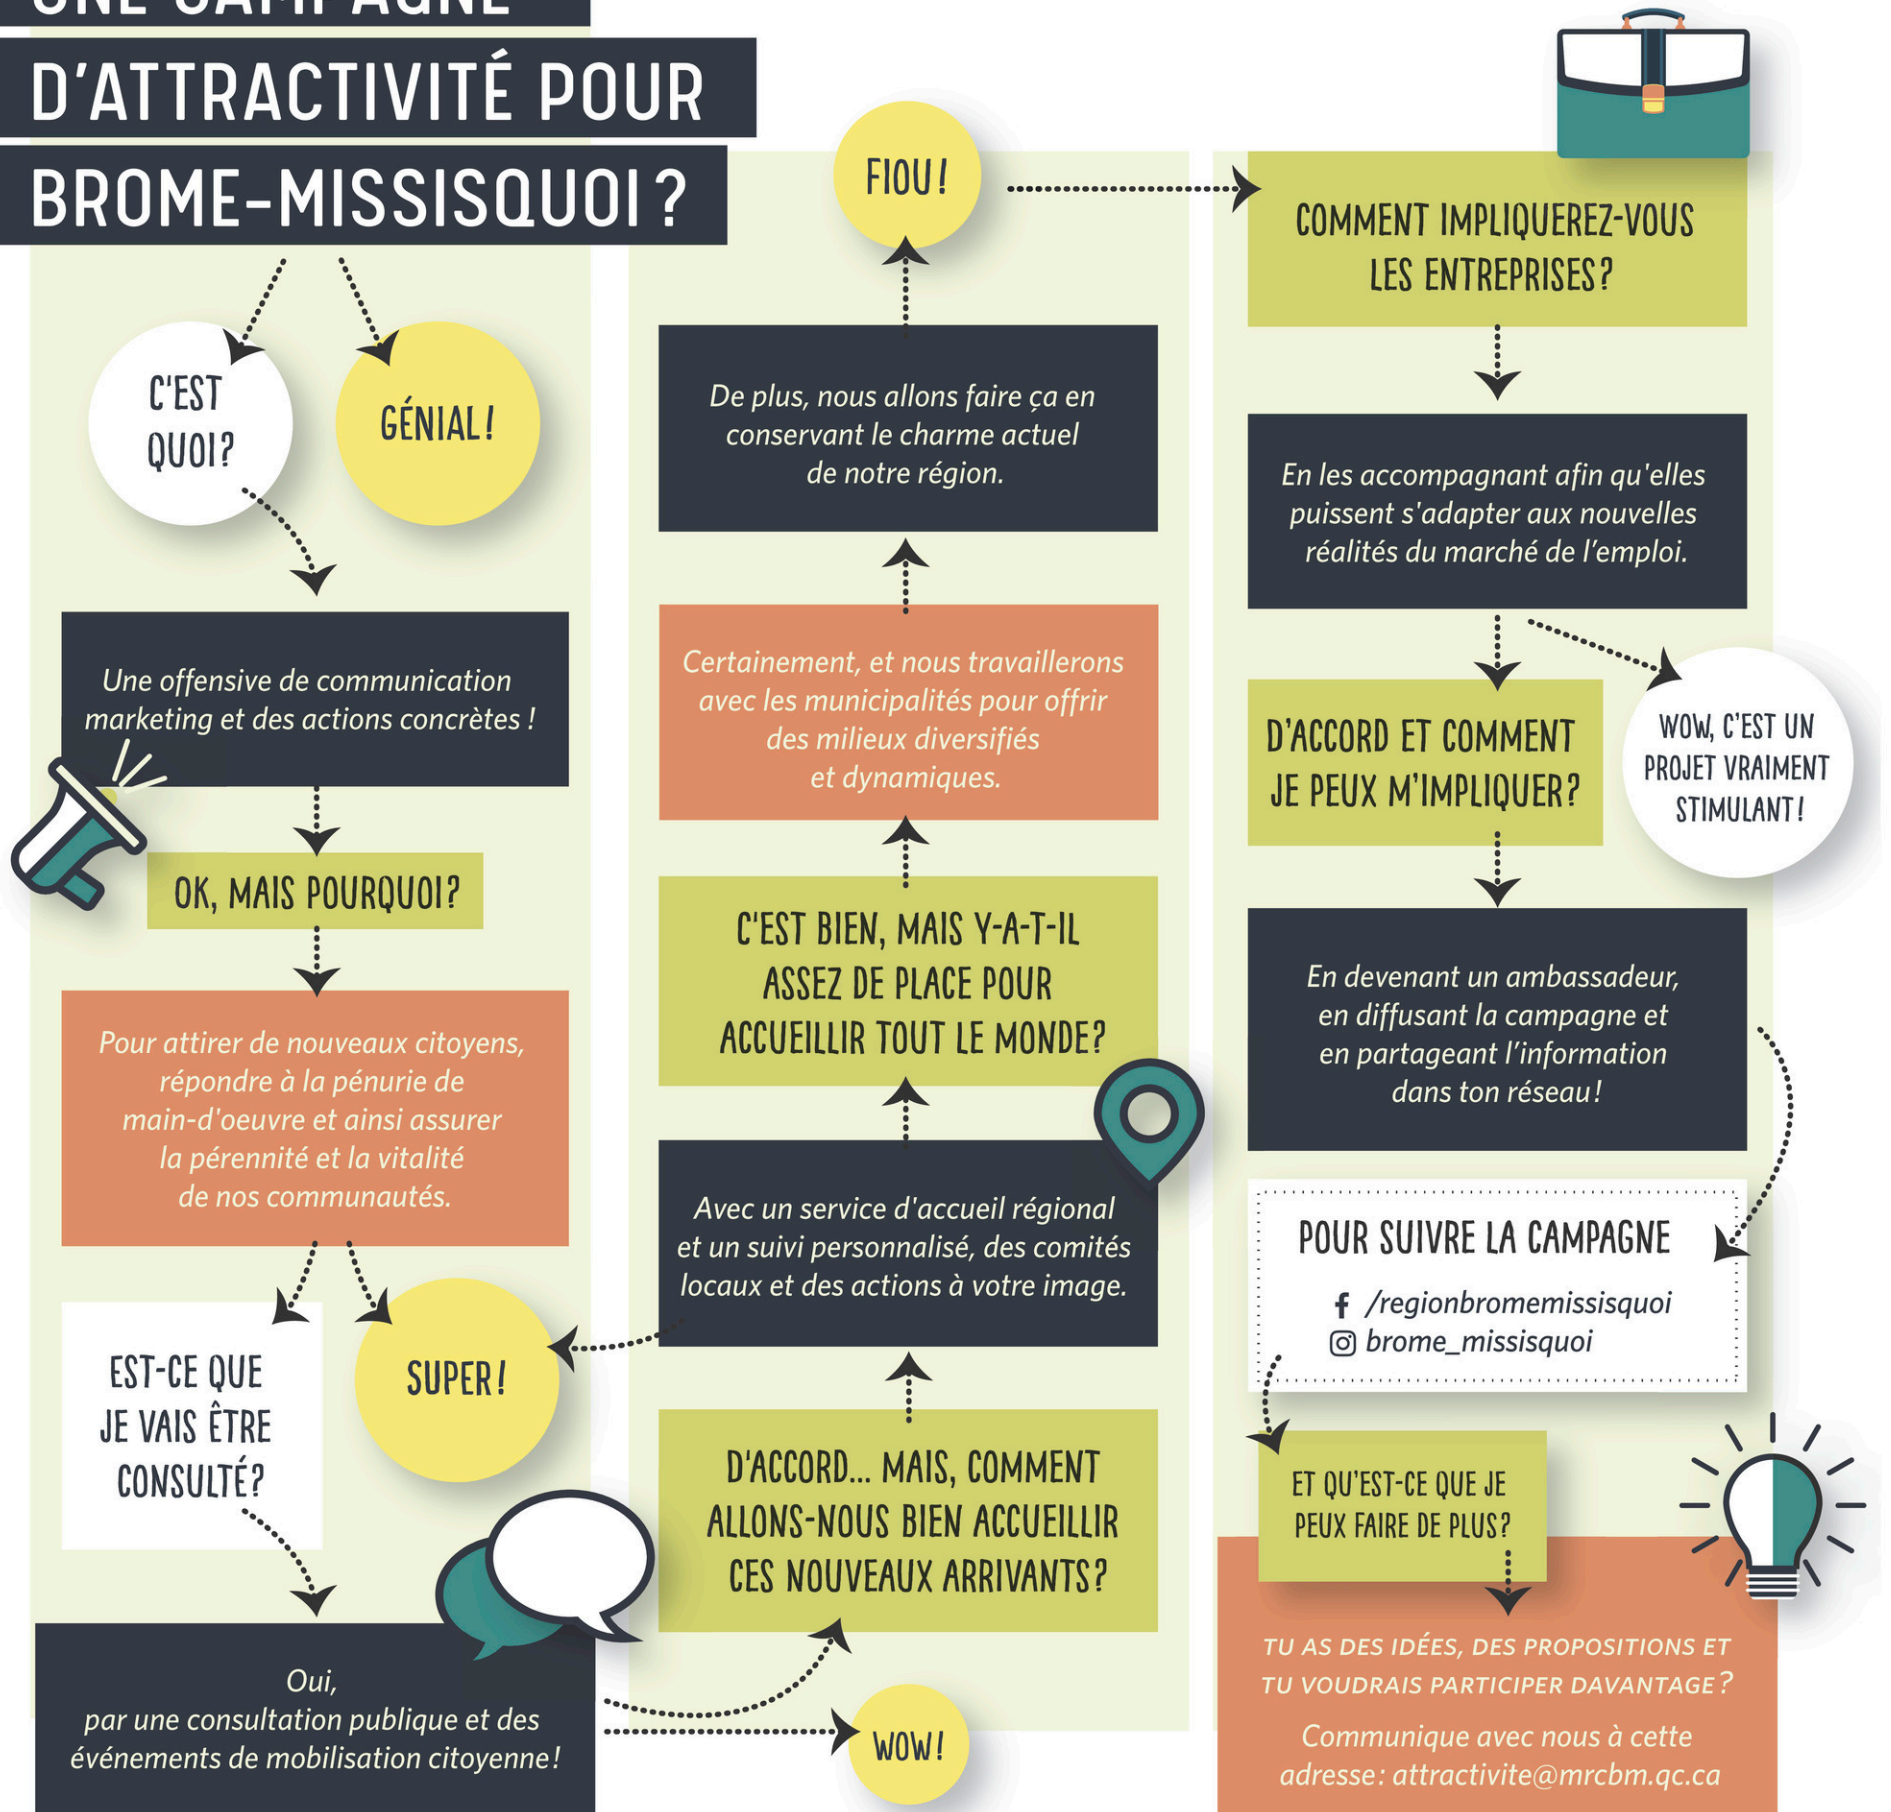 UNE CAMPAGNE
D'ATTRACTIVITÉ POUR
BROME-MISSISQUOI ?
C'EST
QUOI?
GÉNIAL!
Une offensive de communication
marketing et des actions concrètes !
OK, MAIS POURQUOI?
Pour attirer de nouveaux citoyens,
répondre à la pénurie de
main-d'oeuvre et ainsi assurer
la pérennité et la vitalité
de nos communautés.
EST-CE QUE
JE VAIS ÊTRE
CONSULTÉ?
SUPER!
Oui,
par une consultation publique et des
événements de mobilisation citoyenne!
WOW!
D'ACCORD... MAIS, COMMENT
ALLONS-NOUS BIEN ACCUEILLIR
CES NOUVEAUX ARRIVANTS?
Avec un service d'accueil régional
et un suivi personnalisé, des comités
locaux et des actions à votre image.
C'EST BIEN, MAIS Y-A-T-IL
ASSEZ DE PLACE POUR
ACCUEILLIR TOUT LE MONDE?
Certainement, et nous travaillerons
avec les municipalités pour offrir
des milieux diversifiés
et dynamiques.
De plus, nous allons faire ça en
conservant le charme actuel
de notre région.
FIOU!
COMMENT IMPLIQUEREZ-VOUS
LES ENTREPRISES?
En les accompagnant afin qu'elles
puissent s'adapter aux nouvelles
réalités du marché de l'emploi.
D'ACCORD ET COMMENT
JE PEUX M'IMPLIQUER?
WOW, C'EST UN
PROJET VRAIMENT
STIMULANT!
En devenant un ambassadeur,
en diffusant la campagne et
en partageant l'information
dans ton réseau!
POUR SUIVRE LA CAMPAGNE
/regionbromemissisquoi
brome_missisquoi
ET QU'EST-CE QUE JE
PEUX FAIRE DE PLUS?
TU AS DES IDÉES, DES PROPOSITIONS ET
TU VOUDRAIS PARTICIPER DAVANTAGE?
Communique avec nous à cette
adresse: attractivite@mrcbm.qc.ca